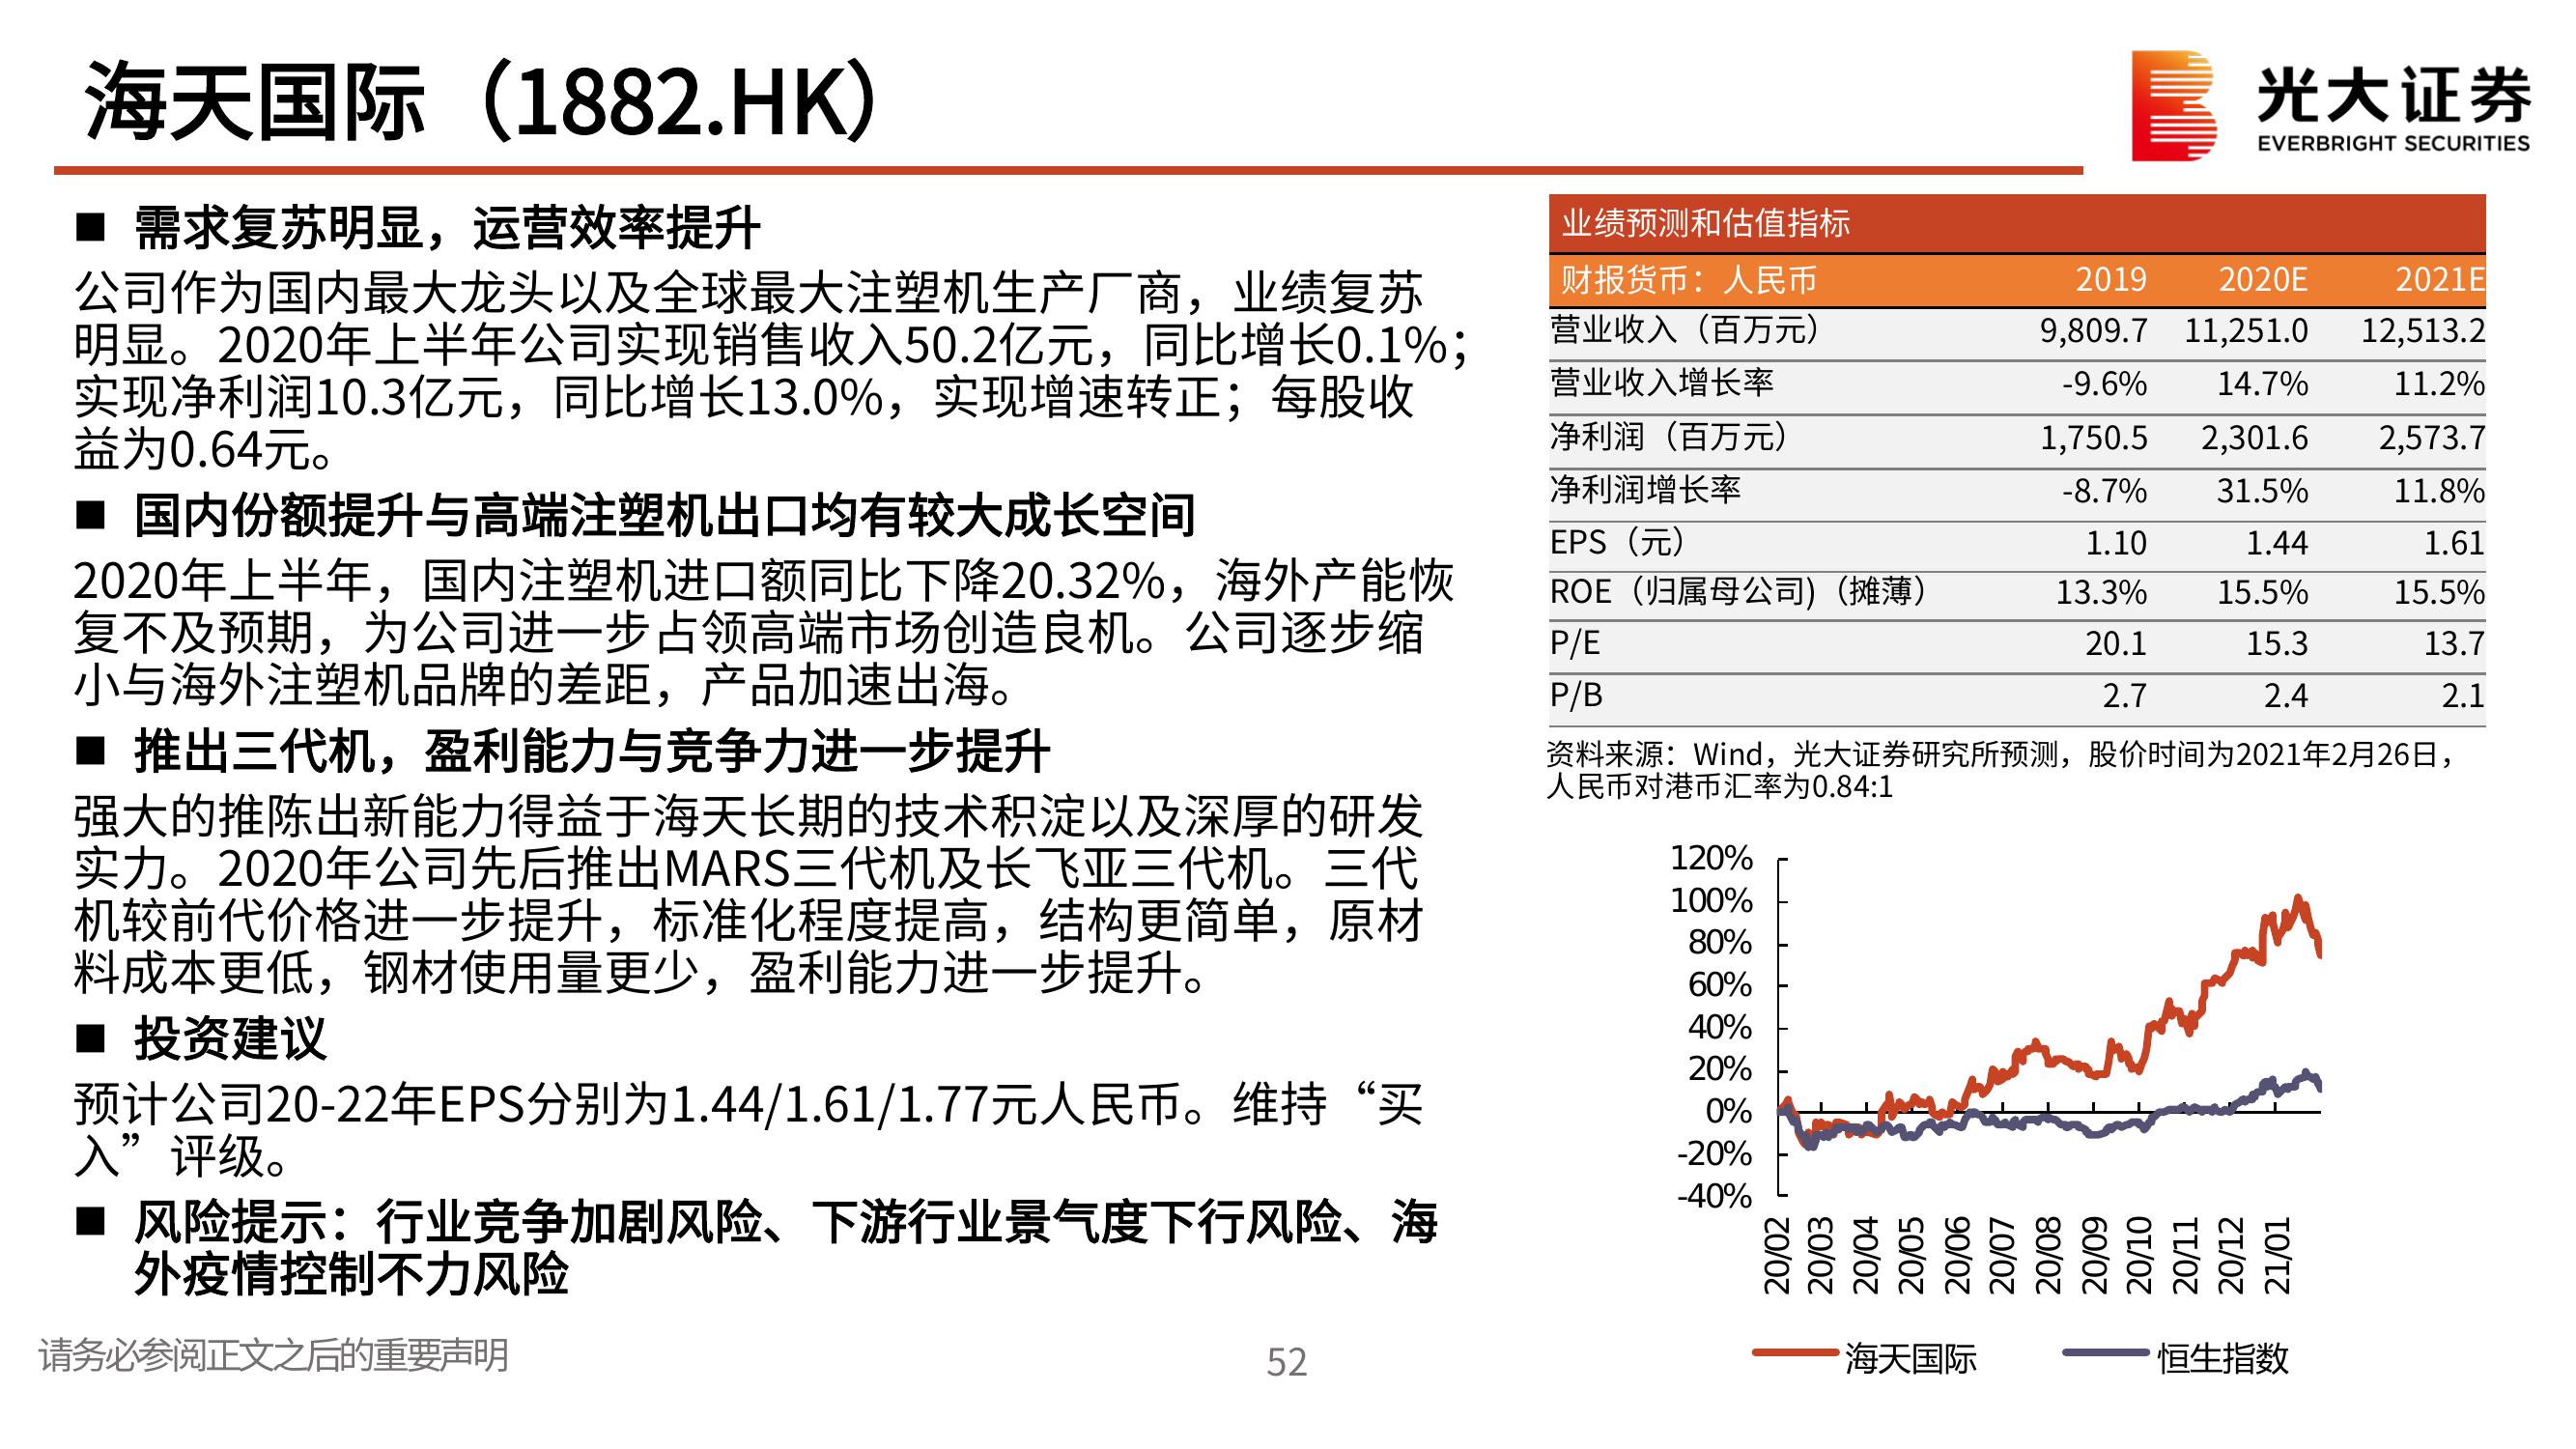 海天国际（1882.HK）
光大证券
EVERBRIGHT SECURITIES
■ 需求复苏明显，运营效率提升
公司作为国内最大龙头以及全球最大注塑机生产厂商，业绩复苏
明显。2020年上半年公司实现销售收入50.2亿元，同比增长0.1%；
实现净利润10.3亿元，同比增长13.0%，实现增速转正；每股收
益为0.64元。
■ 国内份额提升与高端注塑机出口均有较大成长空间
2020年上半年，国内注塑机进口额同比下降20.32%，海外产能恢
复不及预期，为公司进一步占领高端市场创造良机。公司逐步缩
小与海外注塑机品牌的差距，产品加速出海。
■ 推出三代机，盈利能力与竞争力进一步提升
强大的推陈出新能力得益于海天长期的技术积淀以及深厚的研发
实力。2020年公司先后推出MARS三代机及长飞亚三代机。三代
机较前代价格进一步提升，标准化程度提高，结构更简单，原材
料成本更低，钢材使用量更少，盈利能力进一步提升。
■ 投资建议
预计公司20-22年EPS分别为1.44/1.61/1.77元人民币。维持“买
入”评级。
■ 风险提示：行业竞争加剧风险、下游行业景气度下行风险、海
外疫情控制不力风险
业绩预测和估值指标
财报货币：人民币 2019 2020E 2021E
营业收入（百万元） 9,809.7 11,251.0 12,513.2
营业收入增长率 -9.6% 14.7% 11.2%
净利润（百万元） 1,750.5 2,301.6 2,573.7
净利润增长率 -8.7% 31.5% 11.8%
EPS（元） 1.10 1.44 1.61
ROE（归属母公司)（摊薄） 13.3% 15.5% 15.5%
P/E 20.1 15.3 13.7
P/B 2.7 2.4 2.1
资料来源：Wind，光大证券研究所预测，股价时间为2021年2月26日，
人民币对港币汇率为0.84:1
120%
100%
80%
60%
40%
20%
0%
-20%
-40%
20/02 20/03 20/04 20/05 20/06 20/07 20/08 20/09 20/10 20/11 20/12 21/01
海天国际 恒生指数
请务必参阅正文之后的重要声明
52